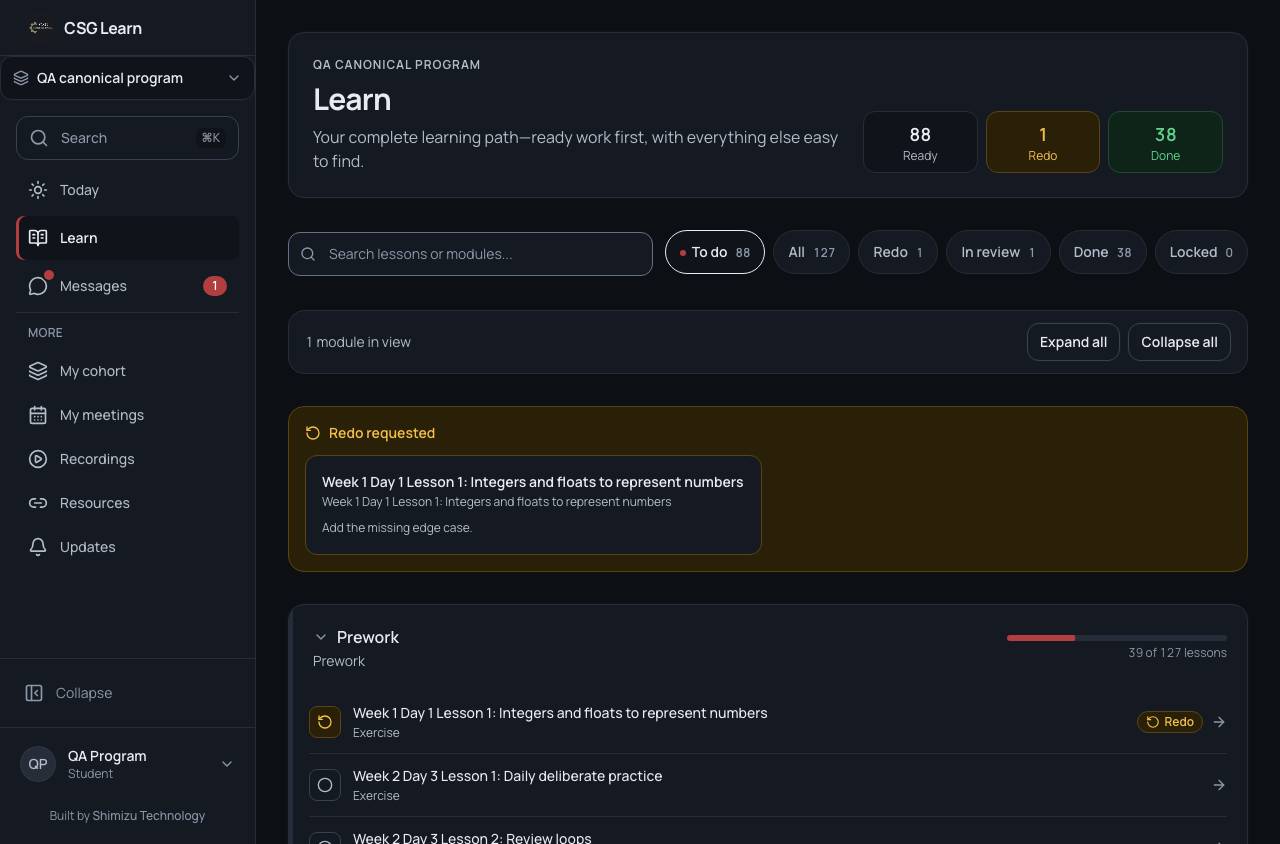 CSG Learn
QA canonical program
Search ⌘K
Today
Learn
Messages 1
MORE
My cohort
My meetings
Recordings
Resources
Updates
Collapse
QP
QA Program
Student
Built by Shimizu Technology
QA CANONICAL PROGRAM
Learn
Your complete learning path—ready work first, with everything else easy
to find.
88
Ready
1
Redo
38
Done
Search lessons or modules...
To do 88
All 127
Redo 1
In review 1
Done 38
Locked 0
1 module in view
Expand all
Collapse all
Redo requested
Week 1 Day 1 Lesson 1: Integers and floats to represent numbers
Week 1 Day 1 Lesson 1: Integers and floats to represent numbers
Add the missing edge case.
Prework
Prework
39 of 127 lessons
Week 1 Day 1 Lesson 1: Integers and floats to represent numbers
Exercise
Redo
Week 2 Day 3 Lesson 1: Daily deliberate practice
Exercise
Week 2 Day 3 Lesson 2: Review loops